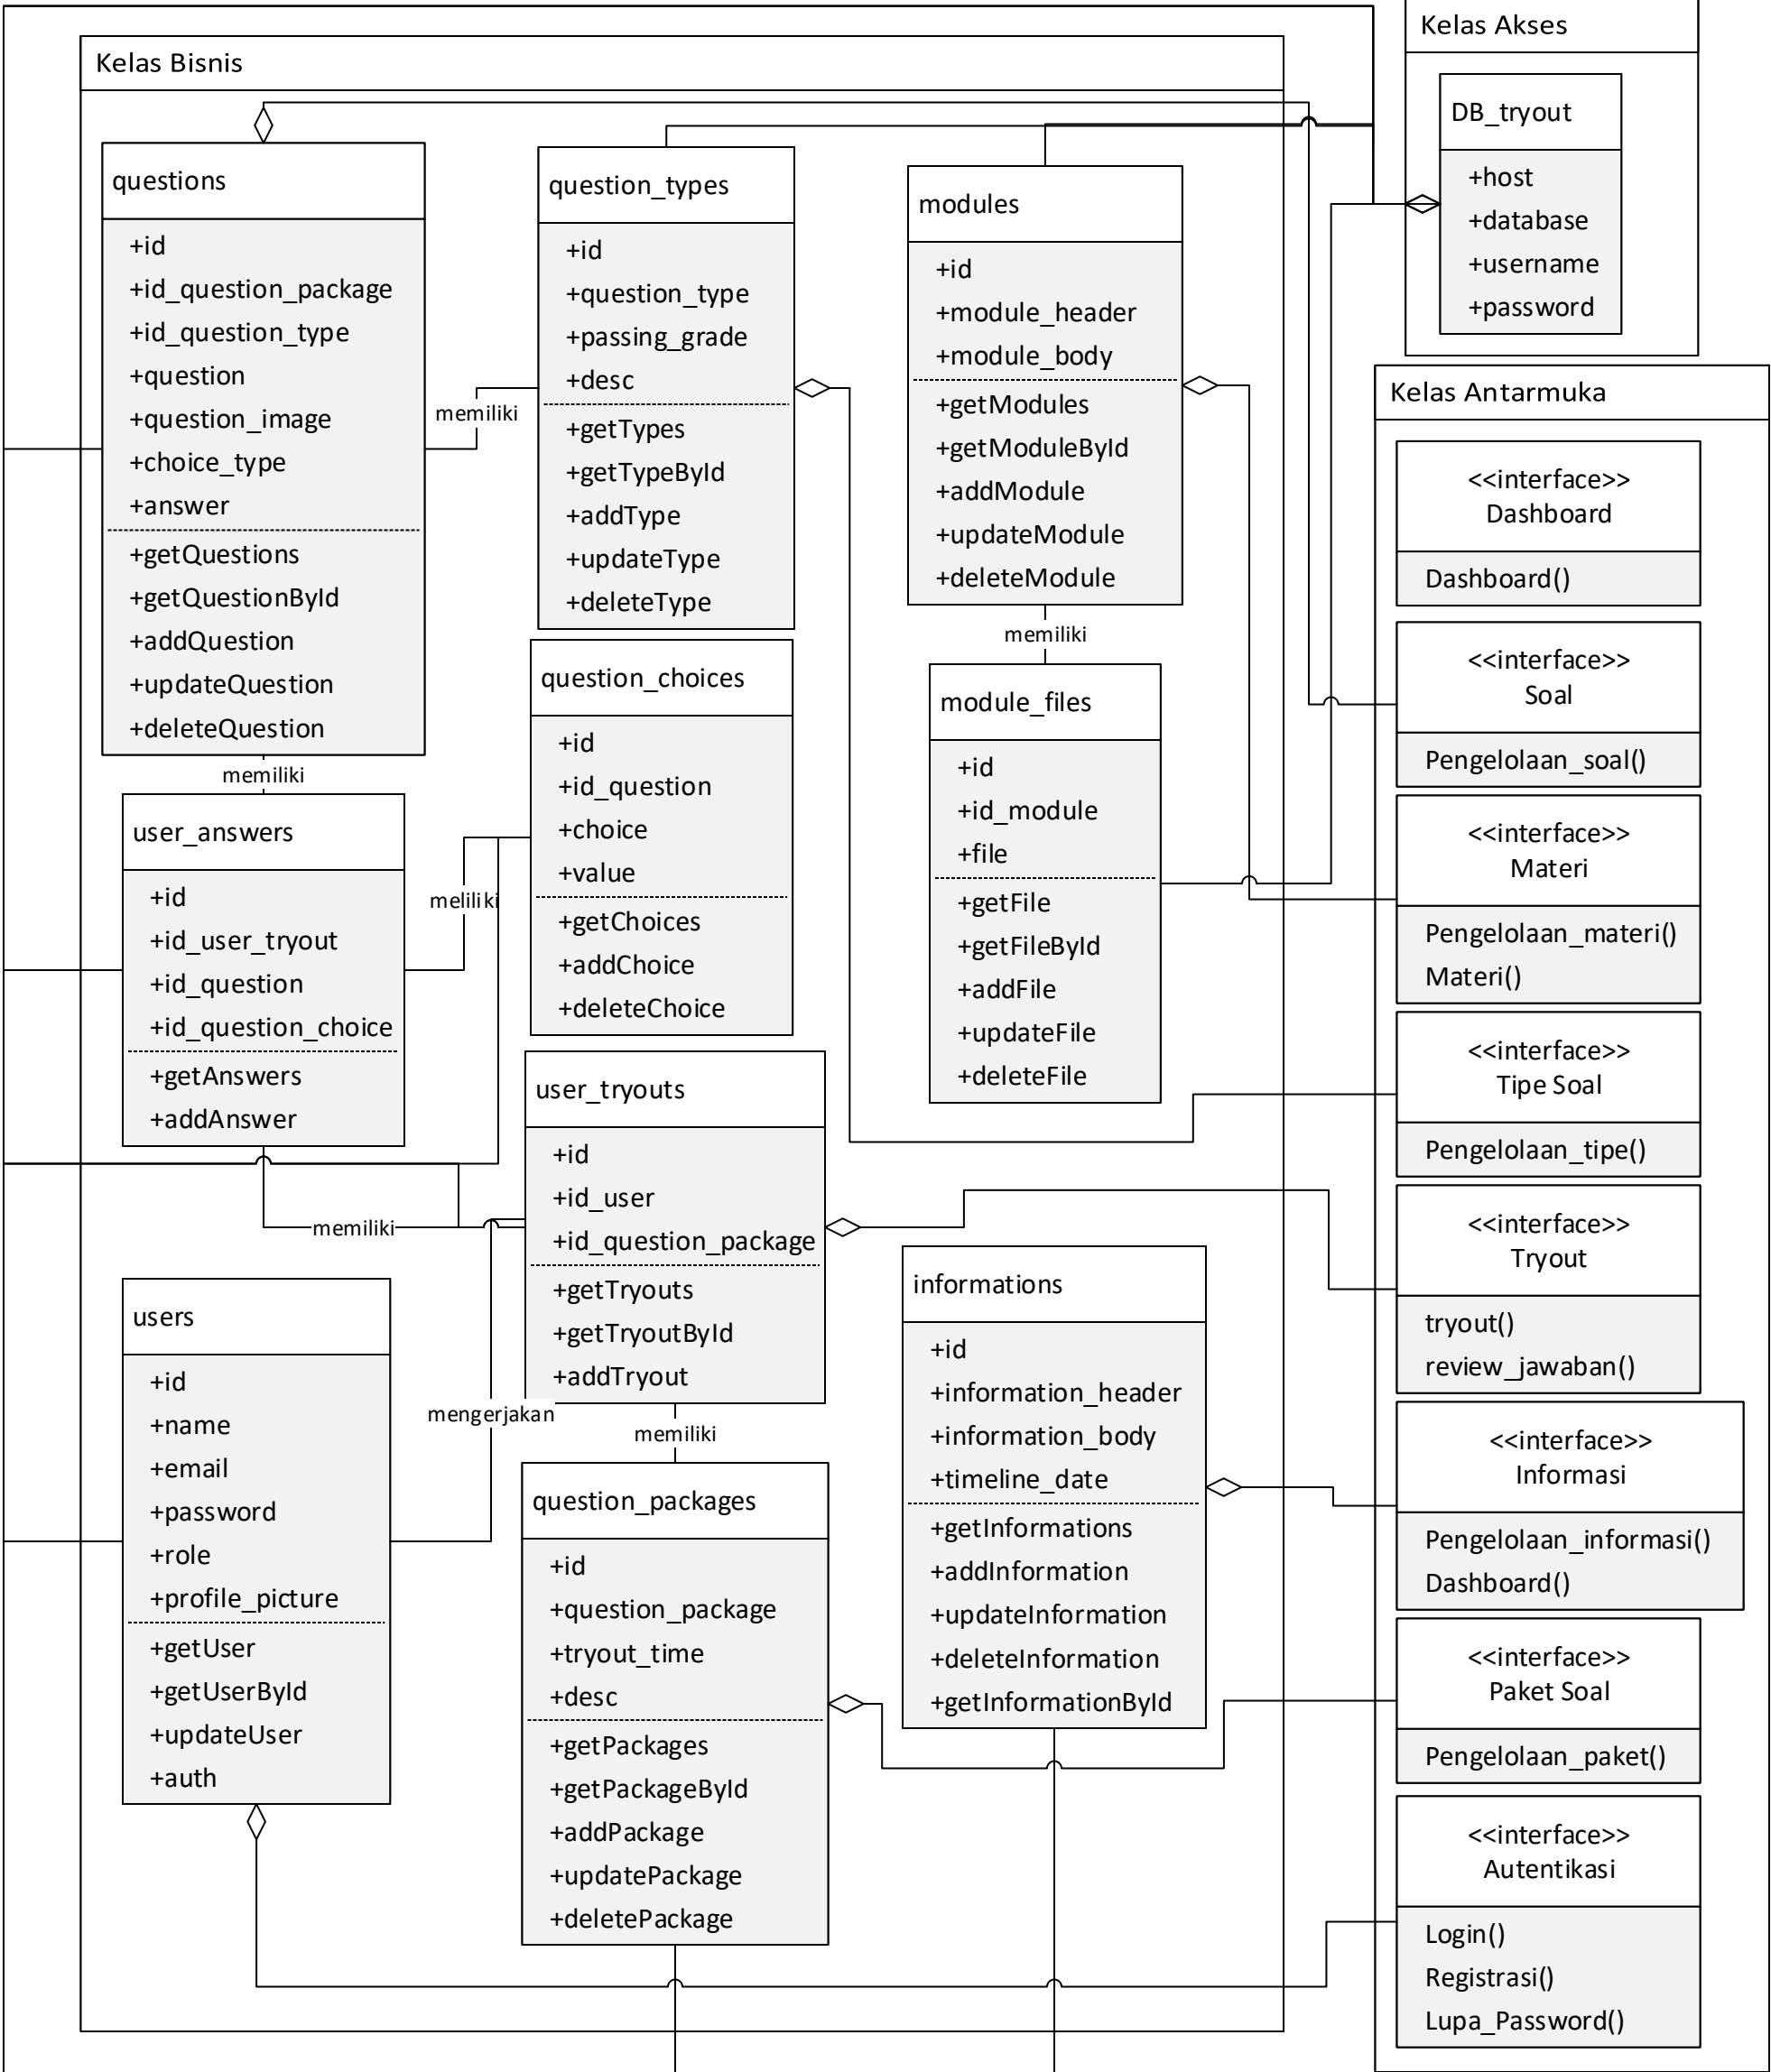 Kelas Akses
DB_tryout
+host
+database
+username
+password
Kelas Bisnis
questions
+id
+id_question_package
+id_question_type
+question
+question_image
+choice_type
+answer
+getQuestions
+getQuestionById
+addQuestion
+updateQuestion
+deleteQuestion
memiliki
question_types
+id
+question_type
+passing_grade
+desc
+getTypes
+getTypeById
+addType
+updateType
+deleteType
modules
+id
+module_header
+module_body
+getModules
+getModuleById
+addModule
+updateModule
+deleteModule
memiliki
memiliki
user_answers
+id
+id_user_tryout
+id_question
+id_question_choice
+getAnswers
+addAnswer
meliliki
question_choices
+id
+id_question
+choice
+value
+getChoices
+addChoice
+deleteChoice
module_files
+id
+id_module
+file
+getFile
+getFileById
+addFile
+updateFile
+deleteFile
memiliki
user_tryouts
+id
+id_user
+id_question_package
+getTryouts
+getTryoutById
+addTryout
mengerjakan
memiliki
users
+id
+name
+email
+password
+role
+profile_picture
+getUser
+getUserById
+updateUser
+auth
question_packages
+id
+question_package
+tryout_time
+desc
+getPackages
+getPackageById
+addPackage
+updatePackage
+deletePackage
informations
+id
+information_header
+information_body
+timeline_date
+getInformations
+addInformation
+updateInformation
+deleteInformation
+getInformationById
Kelas Antarmuka
<<interface>>
Dashboard
Dashboard()
<<interface>>
Soal
Pengelolaan_soal()
<<interface>>
Materi
Pengelolaan_materi()
Materi()
<<interface>>
Tipe Soal
Pengelolaan_tipe()
<<interface>>
Tryout
tryout()
review_jawaban()
<<interface>>
Informasi
Pengelolaan_informasi()
Dashboard()
<<interface>>
Paket Soal
Pengelolaan_paket()
<<interface>>
Autentikasi
Login()
Registrasi()
Lupa_Password()